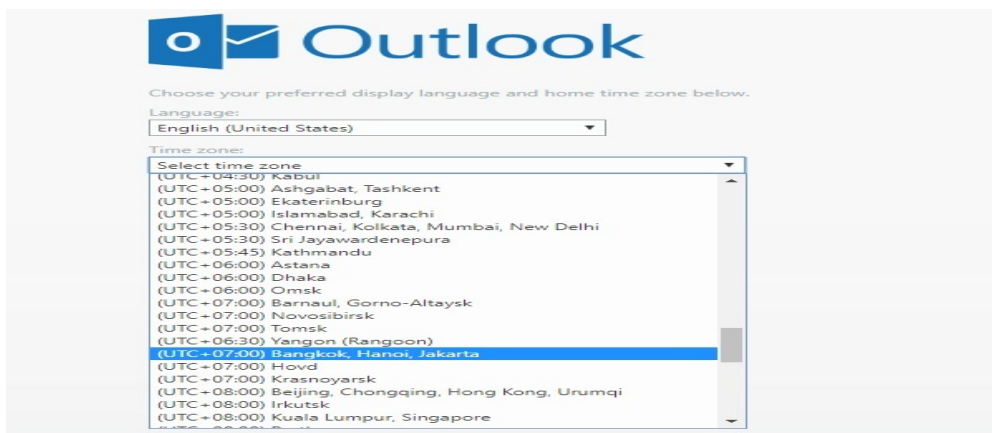 Outlook
Choose your preferred display language and home time zone below.
Language:
English (United States)
Time zone:
Select time zone
(UTC+04:30) Kabul
(UTC+05:00) Ashgabat, Tashkent
(UTC+05:00) Ekaterinburg
(UTC+05:00) Islamabad, Karachi
(UTC+05:30) Chennai, Kolkata, Mumbai, New Delhi
(UTC+05:30) Sri Jayawardenepura
(UTC+05:45) Kathmandu
(UTC+06:00) Astana
(UTC+06:00) Dhaka
(UTC+06:00) Omsk
(UTC+07:00) Barnaul, Gorno-Altaysk
(UTC+07:00) Novosibirsk
(UTC+07:00) Tomsk
(UTC+06:30) Yangon (Rangoon)
(UTC+07:00) Bangkok, Hanoi, Jakarta
(UTC+07:00) Hovd
(UTC+07:00) Krasnoyarsk
(UTC+08:00) Beijing, Chongqing, Hong Kong, Urumqi
(UTC+08:00) Irkutsk
(UTC+08:00) Kuala Lumpur, Singapore